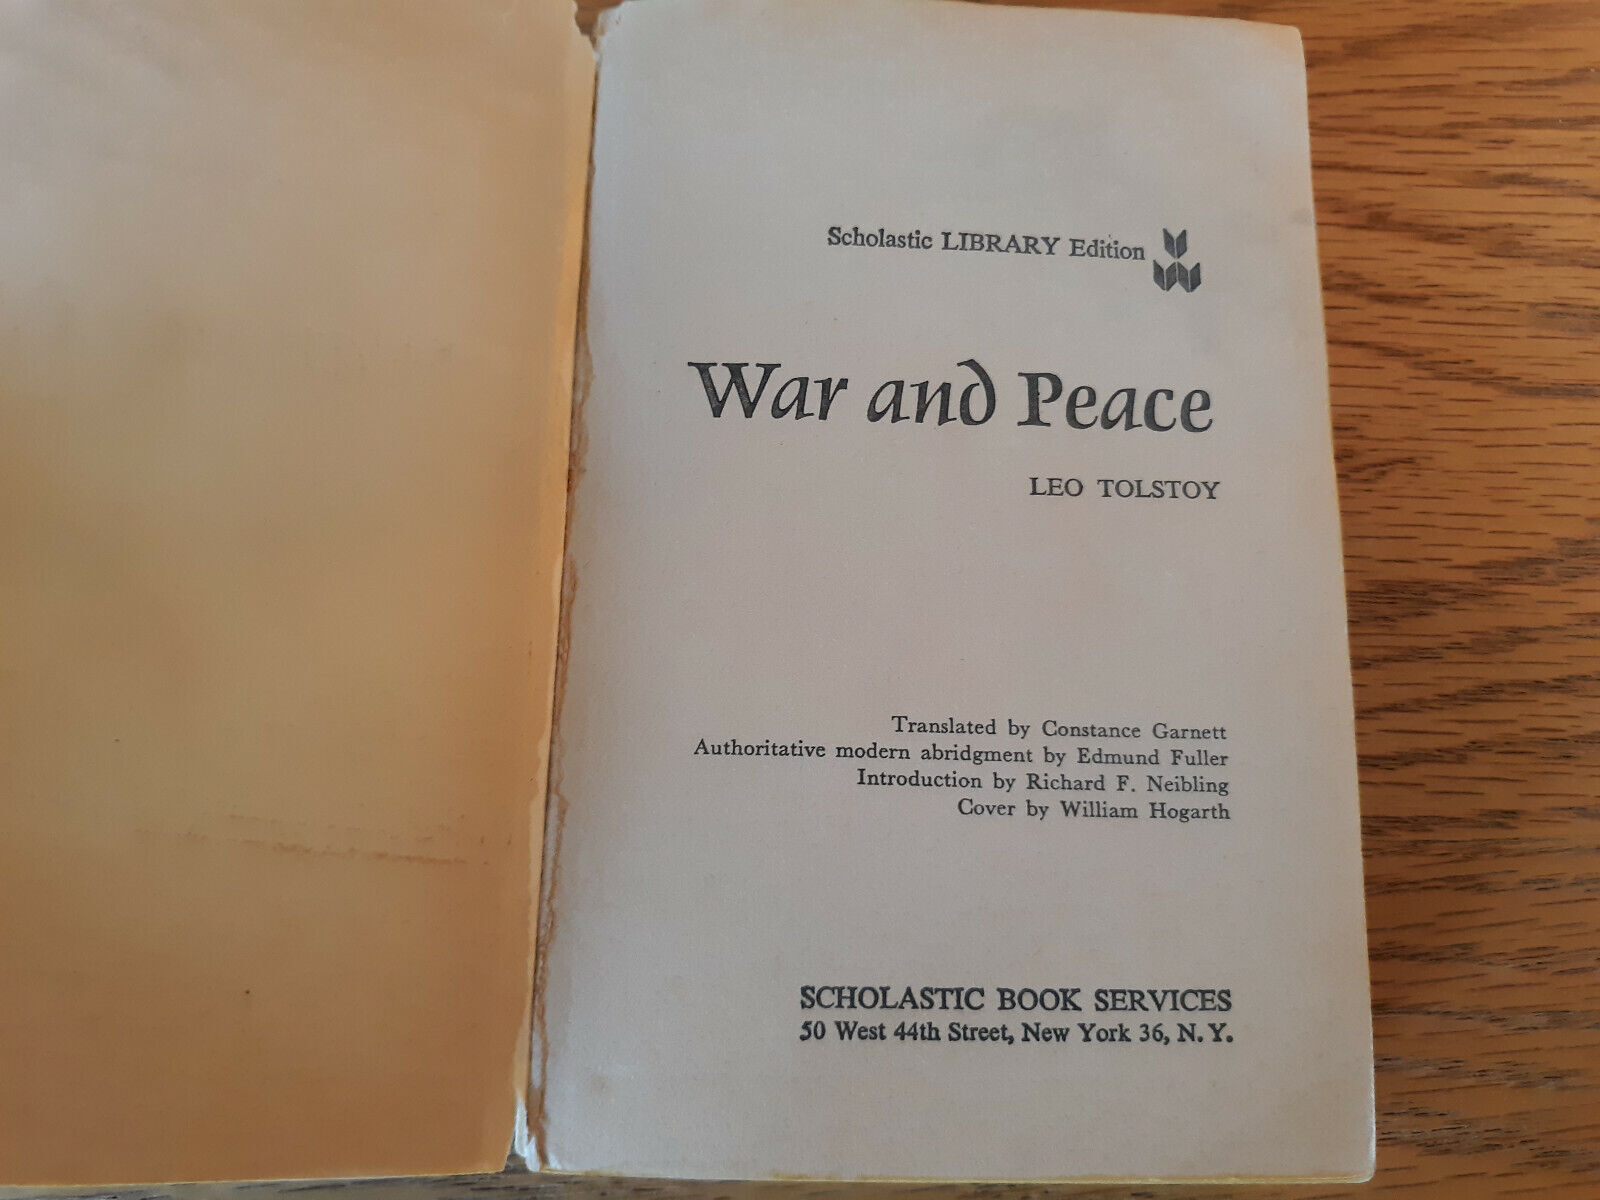 Scholastic LIBRARY Edition
War and Peace
LEO TOLSTOY
Translated by Constance Garnett
Authoritative modern abridgment by Edmund Fuller
Introduction by Richard F. Neibling
Cover by William Hogarth
SCHOLASTIC BOOK SERVICES
50 West 44th Street, New York 36, N. Y.